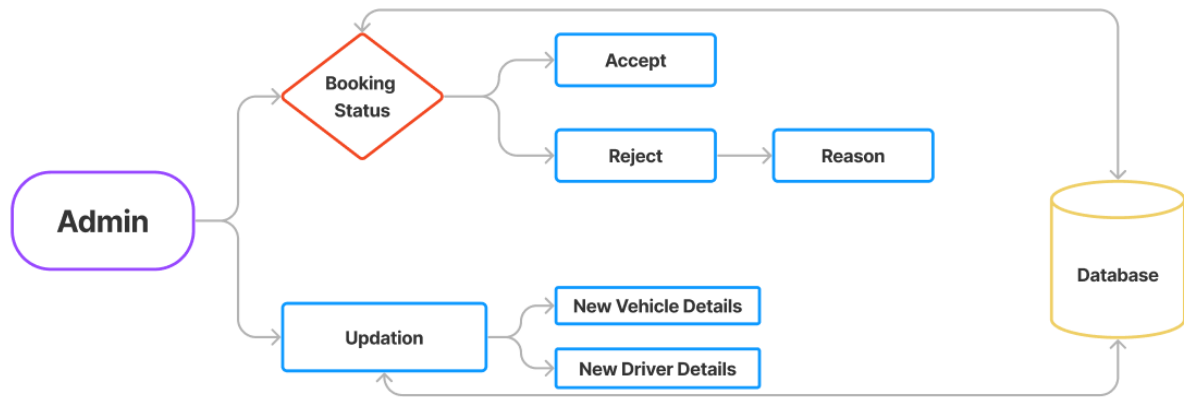 Booking
Status
Accept
Reject
Reason
Admin
Database
Updation
New Vehicle Details
New Driver Details